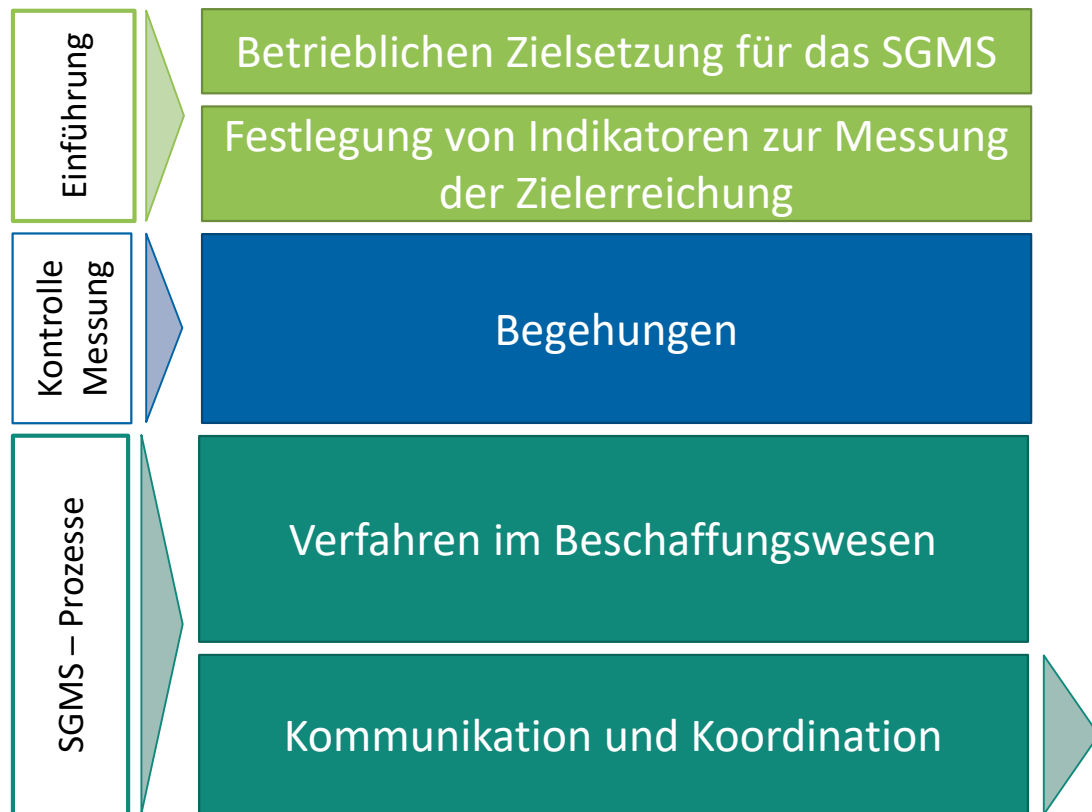 Einführung
Betrieblichen Zielsetzung für das SGMS
Festlegung von Indikatoren zur Messung
der Zielerreichung
Kontrolle
Messung
Begehungen
SGMS – Prozesse
Verfahren im Beschaffungswesen
Kommunikation und Koordination